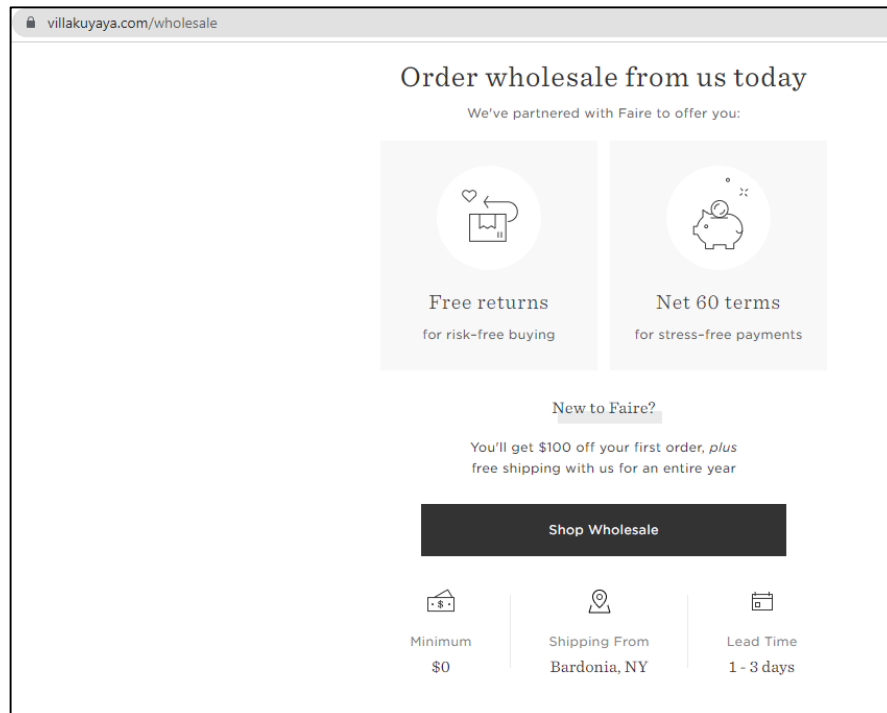 villakuyaya.com/wholesale
Order wholesale from us today
We've partnered with Faire to offer you:
Free returns
for risk-free buying
Net 60 terms
for stress-free payments
New to Faire?
You'll get $100 off your first order, plus
free shipping with us for an entire year
Shop Wholesale
$
Minimum
$0
Shipping From
Bardonia, NY
Lead Time
1 - 3 days